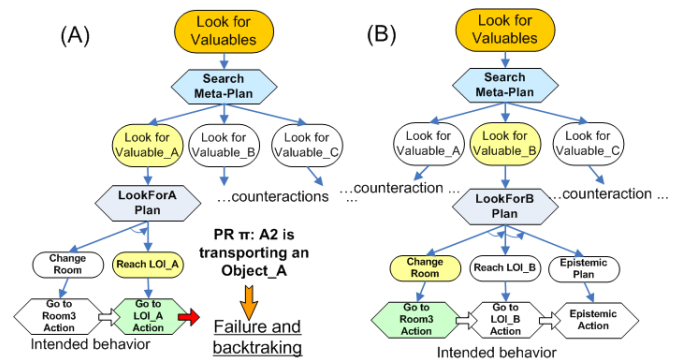 (A)
Look for
Valuables
Search
Meta-Plan
Look for
Valuable_A
Look for
Valuable_B
Look for
Valuable_C
...counteractions ...
LookForA
Plan
PR π: A2 is
transporting an
Object_A
Change
Room
Reach LOI_A
Go to
Room3
Action
Go to
LOI_A
Action
Failure and
backtraking
Intended behavior
(B)
Look for
Valuables
Search
Meta-Plan
Look for
Valuable_A
Look for
Valuable_B
Look for
Valuable_C
...counteraction ...
...counteraction ...
LookForB
Plan
Change
Room
Reach LOI_B
Epistemic
Plan
Go to
Room3
Action
Go to
LOI_B
Action
Epistemic
Action
Intended behavior